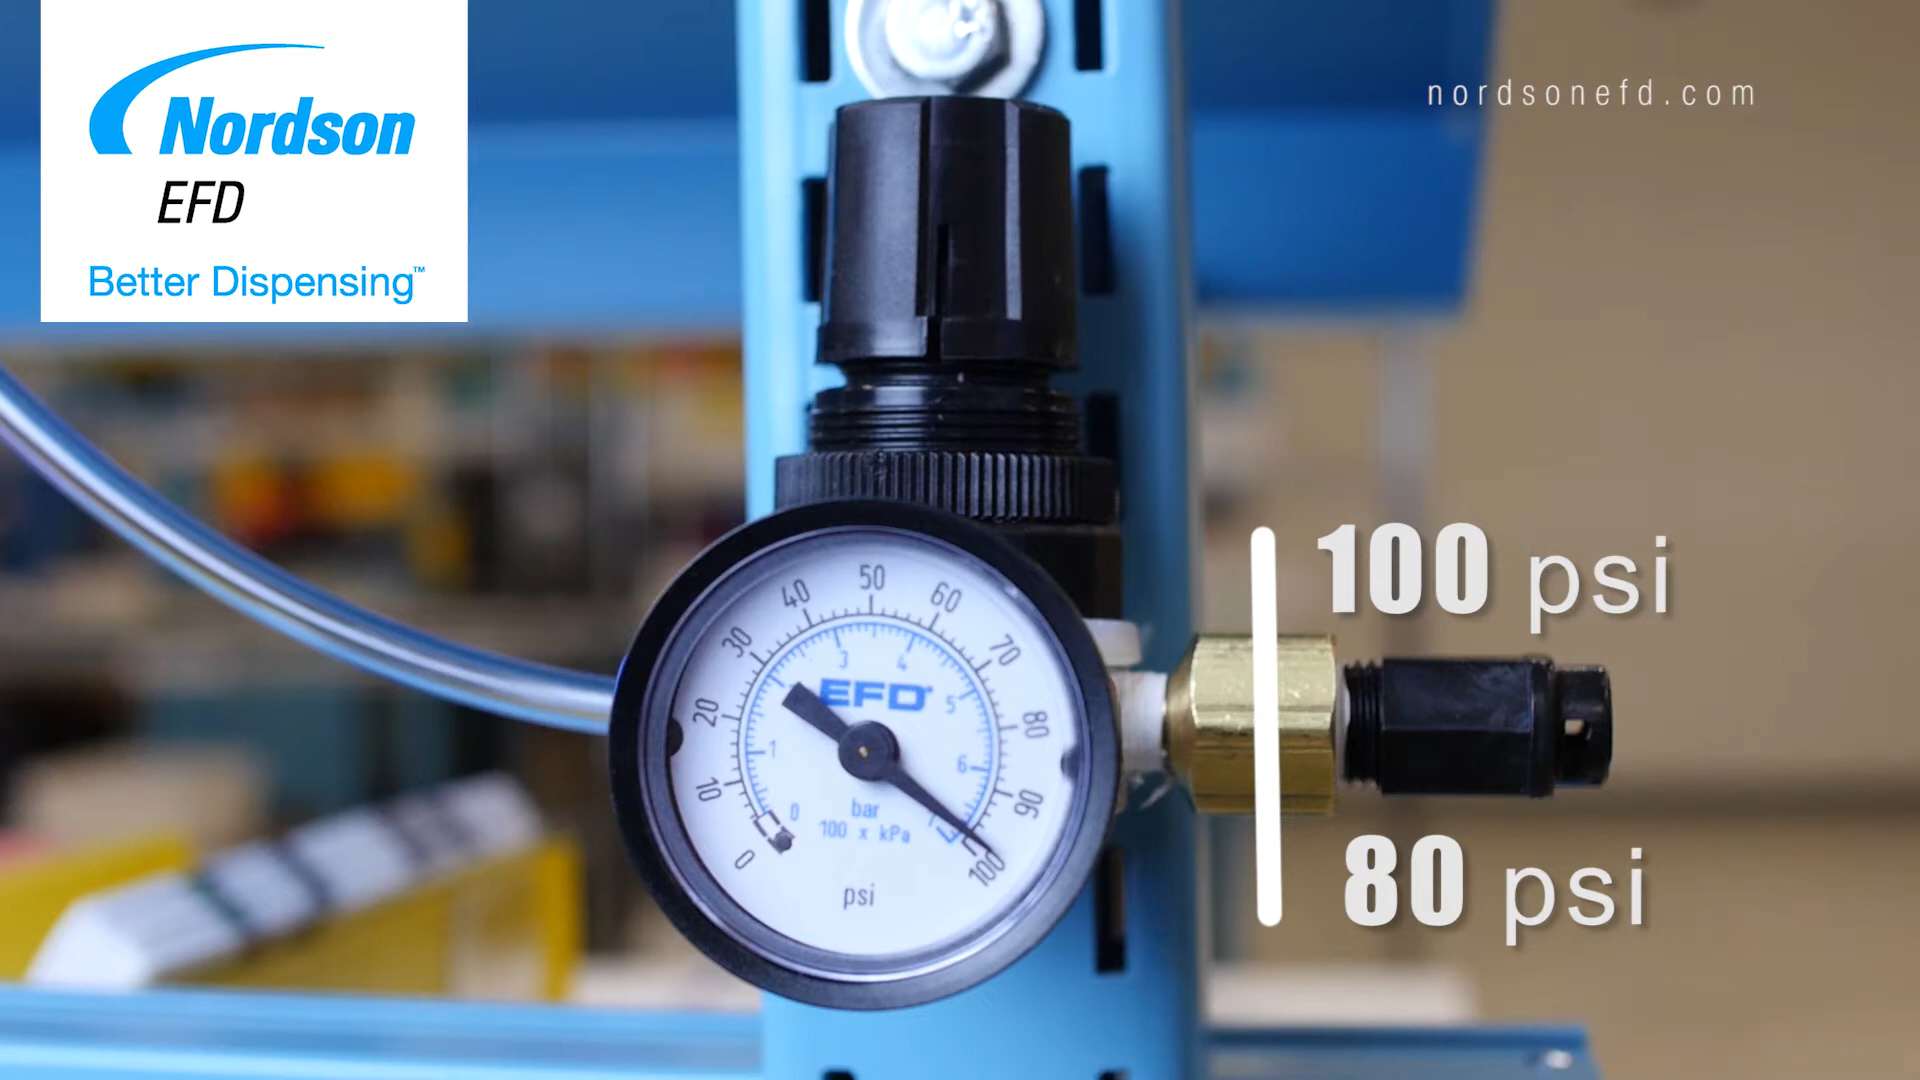 Nordson
EFD
Better Dispensing™
nordsonefd.com
100 psi
80 psi
0
10
20
30
40
50
60
70
80
90
100
0
1
3
4
5
6
7
EFD
bar
100 x kPa
psi